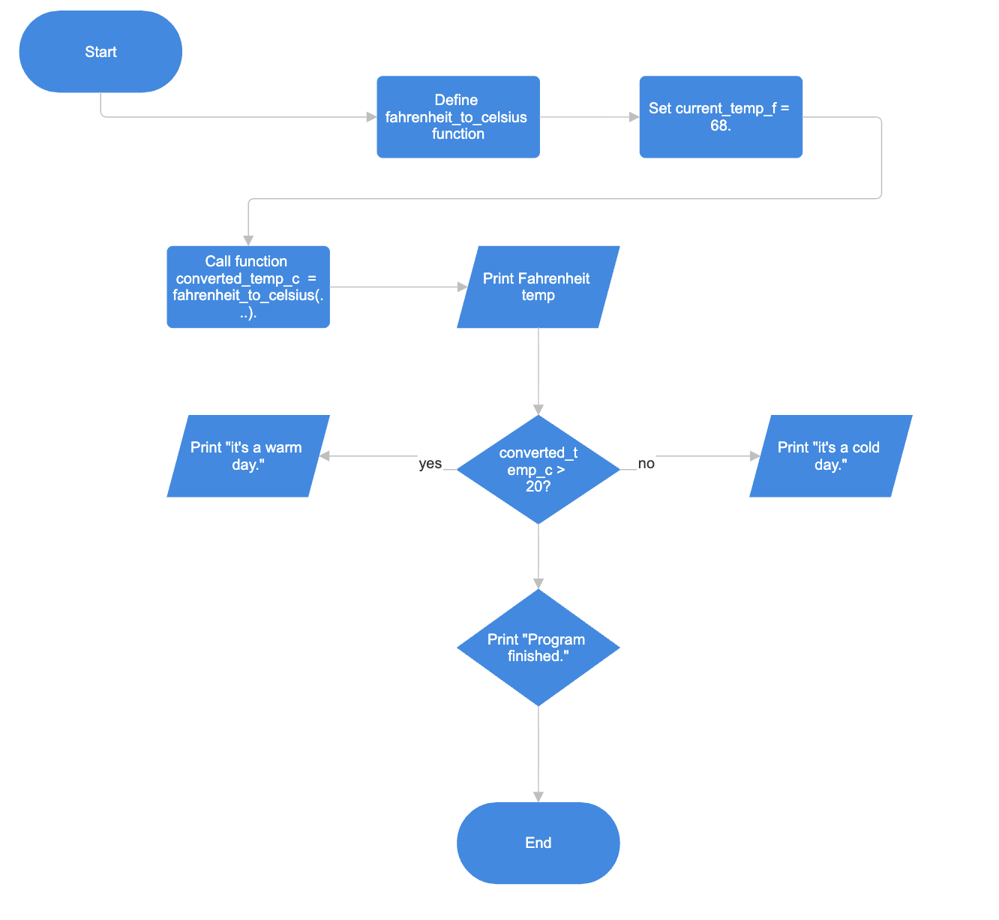 Start
Define
fahrenheit_to_celsius
function
Set current_temp_f =
68.
Call function
converted_temp_c  =
fahrenheit_to_celsius(.
..).
Print Fahrenheit
temp
Print "it's a warm
day."
yes
converted_t
emp_c >
20?
no
Print "it's a cold
day."
Print "Program
finished."
End